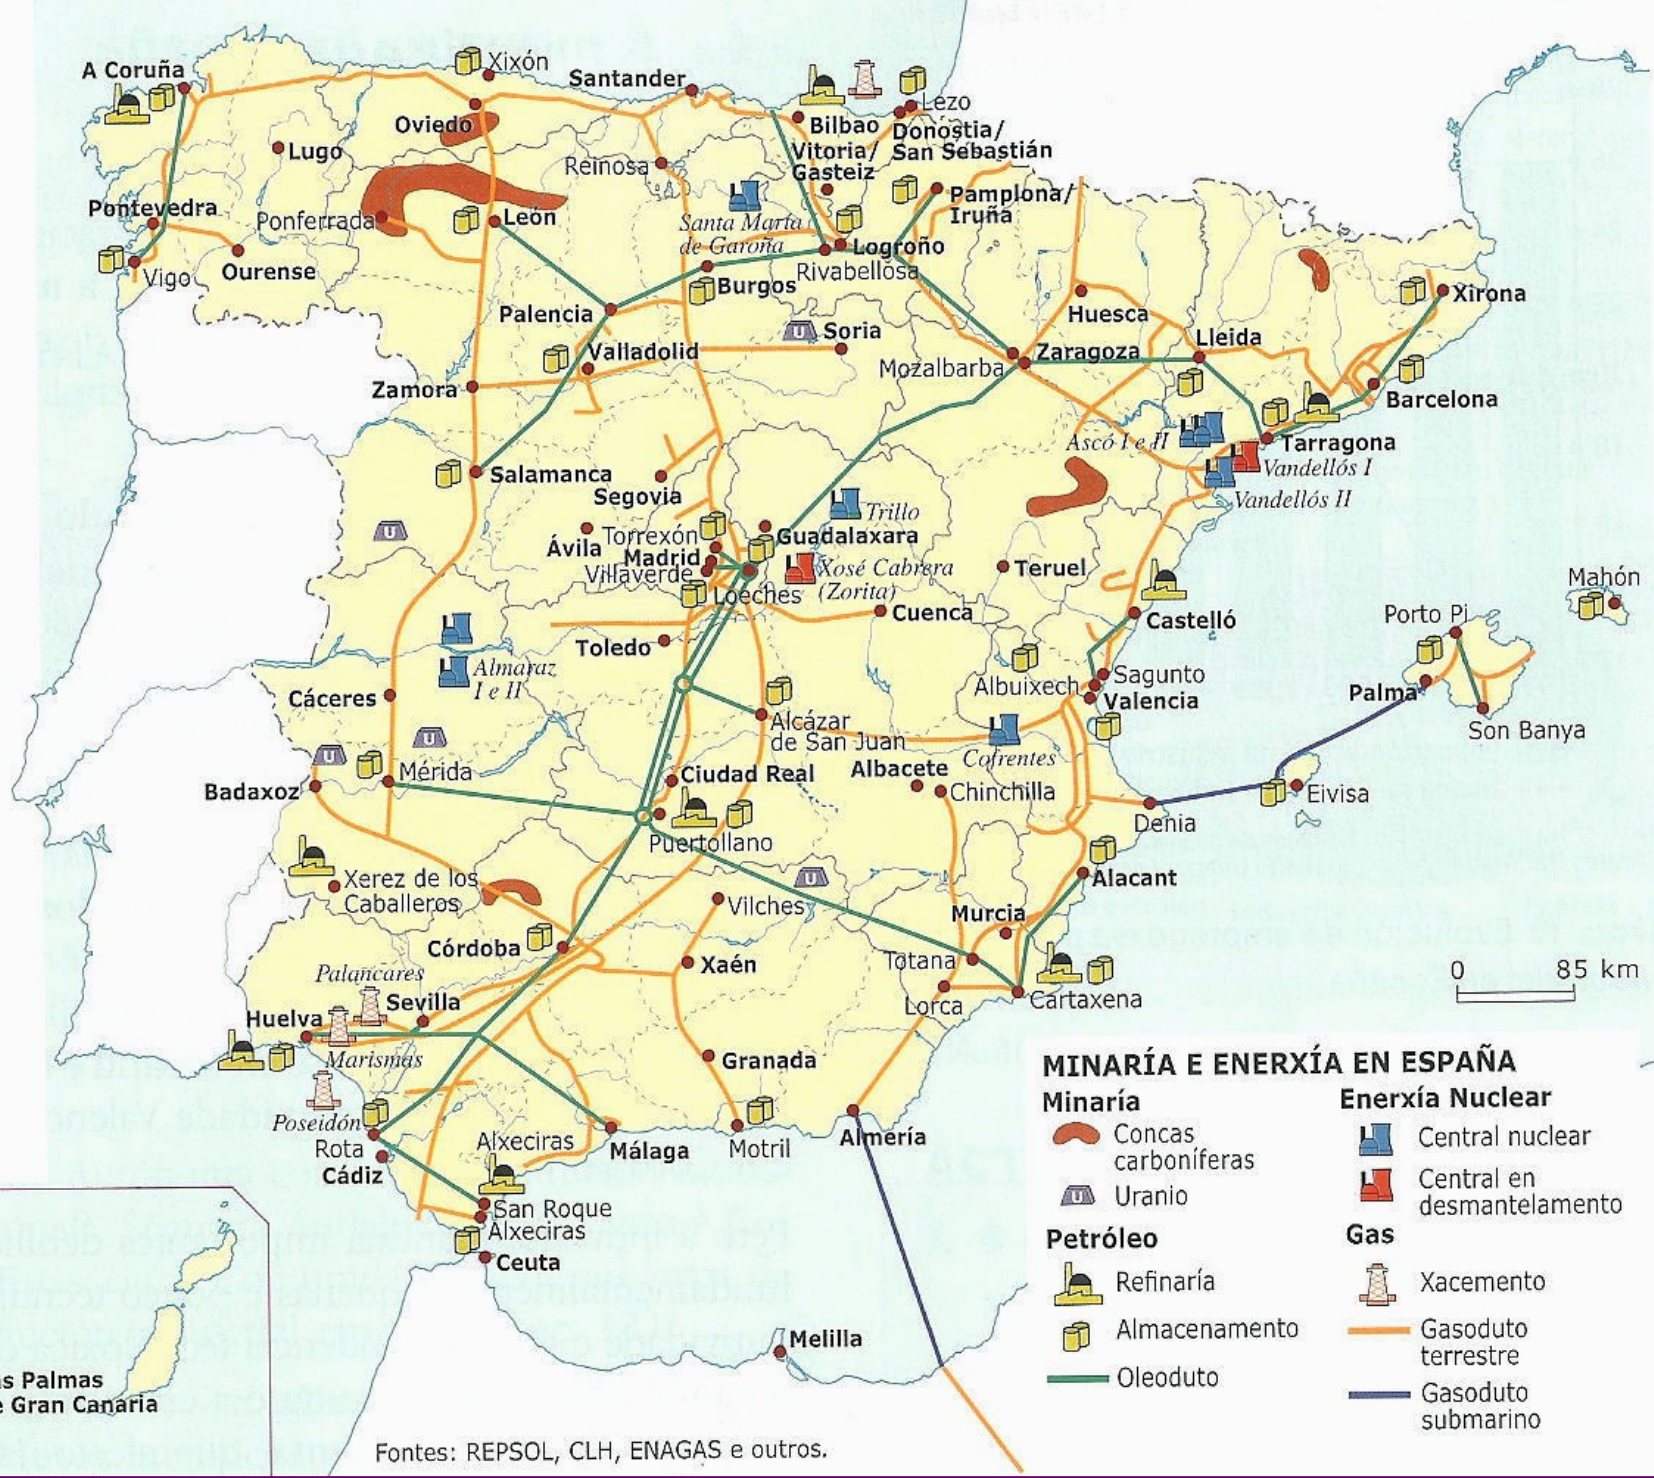 A Coruña
Xixón
Santander
Lezo
Oviedo
Bilbao
Donostia/
San Sebastián
Lugo
Reinosa
Vitoria/
Gasteiz
Pamplona/
Iruña
Pontevedra
Ponferrada
León
Santa María
de Garoña
Logroño
Vigo
Ourense
Rivabellosa
Burgos
Palencia
Huesca
Xirona
Soria
Lleida
Valladolid
Zaragoza
Mozalbarba
Zamora
Barcelona
Ascó I e II
Tarragona
Salamanca
Vandellós I
Segovia
Vandellós II
U
U
Trillo
Torrexón
Guadalaxara
Ávila
Madrid
Villaverde
Xosé Cabrera
(Zorita)
Teruel
Loeches
Mahón
Cuenca
Castelló
Porto Pi
Toledo
Almaraz
I e II
Sagunto
Albuixech
Valencia
Palma
Cáceres
Alcázar
de San Juan
Son Banya
U
U
Cofrentes
Mérida
Ciudad Real
Albacete
Badaxoz
Chinchilla
Eivisa
Denia
Puertollano
U
Xerez de los
Caballeros
Alacant
Vilches
Murcia
Córdoba
Xaén
Totana
Palancares
Sevilla
Lorca
Cartaxena
0 85 km
Huelva
Marismas
Granada
Poseidón
Rota
Cádiz
Alxeciras
Málaga
Motril
Almería
San Roque
Alxeciras
Ceuta
Melilla
as Palmas
e Gran Canaria
MINARÍA E ENERXÍA EN ESPAÑA
Minaría
Concas
carboníferas
U Uranio
Petróleo
Refinaría
Almacenamento
Oleoduto
Enerxía Nuclear
Central nuclear
Central en
desmantelamento
Gas
Xacemento
Gasoduto
terrestre
Gasoduto
submarino
Fontes: REPSOL, CLH, ENAGAS e outros.